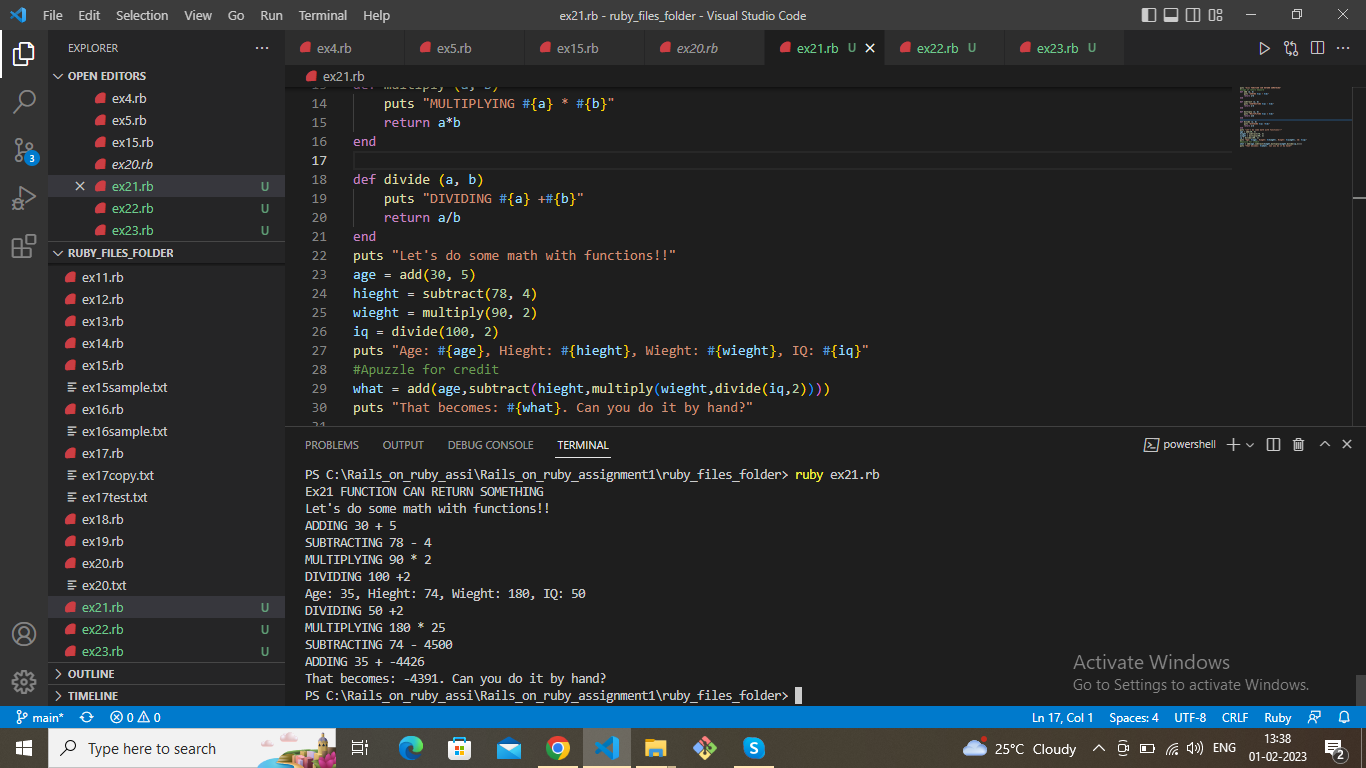 File Edit Selection View Go Run Terminal Help
ex21.rb - ruby_files_folder - Visual Studio Code
EXPLORER
OPEN EDITORS
ex4.rb
ex5.rb
ex15.rb
ex20.rb
ex21.rb U
ex22.rb U
ex23.rb U
RUBY_FILES_FOLDER
ex11.rb
ex12.rb
ex13.rb
ex14.rb
ex15.rb
ex15sample.txt
ex16.rb
ex16sample.txt
ex17.rb
ex17copy.txt
ex17test.txt
ex18.rb
ex19.rb
ex20.rb
ex20.txt
ex21.rb U
ex22.rb U
ex23.rb U
OUTLINE
TIMELINE
3
ex4.rb ex5.rb ex15.rb ex20.rb ex21.rb U ex22.rb U ex23.rb U
ex21.rb
14 puts "MULTIPLYING #{a} * #{b}"
15 return a*b
16 end
17
18 def divide (a, b)
19 puts "DIVIDING #{a} +#{b}"
20 return a/b
21 end
22 puts "Let's do some math with functions!!"
23 age = add(30, 5)
24 hieght = subtract(78, 4)
25 wieght = multiply(90, 2)
26 iq = divide(100, 2)
27 puts "Age: #{age}, Hieght: #{hieght}, Wieght: #{wieght}, IQ: #{iq}"
28 #Apuzzle for credit
29 what = add(age,subtract(hieght,multiply(wieght,divide(iq,2))))
30 puts "That becomes: #{what}. Can you do it by hand?"
PROBLEMS OUTPUT DEBUG CONSOLE TERMINAL
powershell
PS C:\Rails_on_ruby_assi\Rails_on_ruby_assignment1\ruby_files_folder> ruby ex21.rb
Ex21 FUNCTION CAN RETURN SOMETHING
Let's do some math with functions!!
ADDING 30 + 5
SUBTRACTING 78 - 4
MULTIPLYING 90 * 2
DIVIDING 100 +2
Age: 35, Hieght: 74, Wieght: 180, IQ: 50
DIVIDING 50 +2
MULTIPLYING 180 * 25
SUBTRACTING 74 - 4500
ADDING 35 + -4426
That becomes: -4391. Can you do it by hand?
PS C:\Rails_on_ruby_assi\Rails_on_ruby_assignment1\ruby_files_folder>
Activate Windows
Go to Settings to activate Windows.
main* 0 0
Ln 17, Col 1 Spaces: 4 UTF-8 CRLF Ruby
Type here to search
25°C Cloudy
ENG
13:38
01-02-2023
2